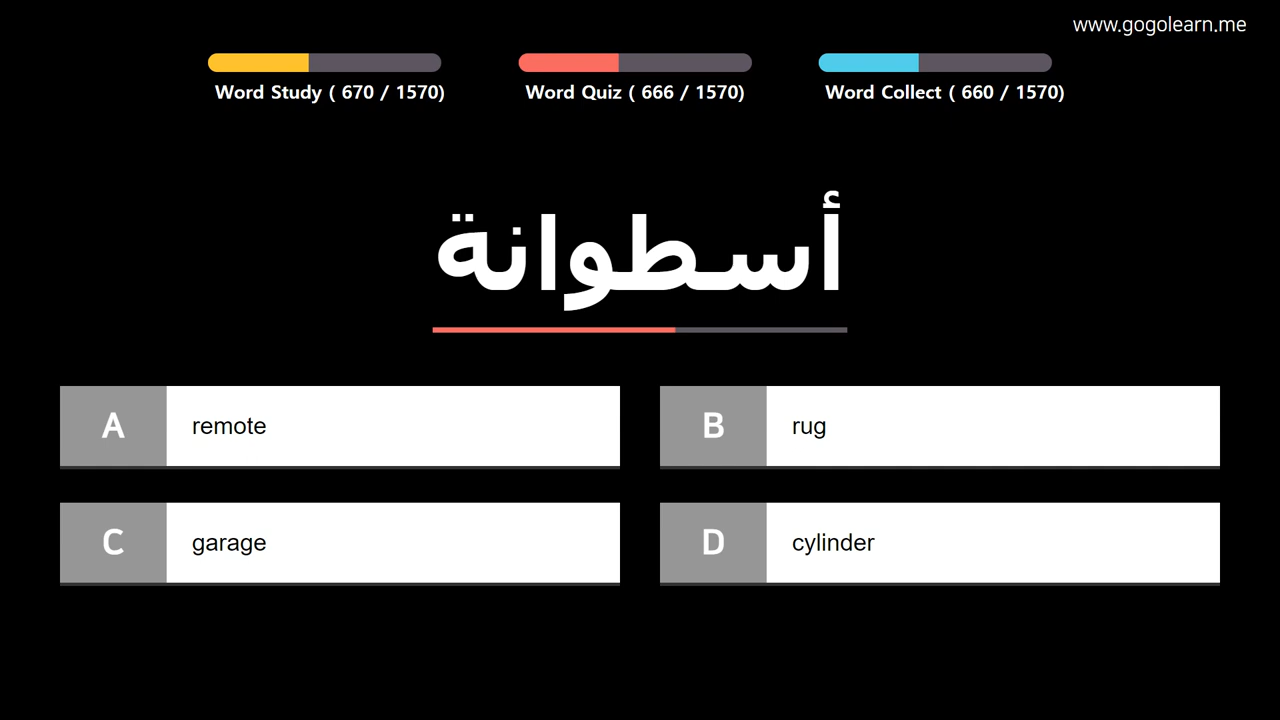 www.gogolearn.me
Word Study ( 670 / 1570)
Word Quiz ( 666 / 1570)
Word Collect ( 660 / 1570)
أسطوانة
A remote
B rug
C garage
D cylinder